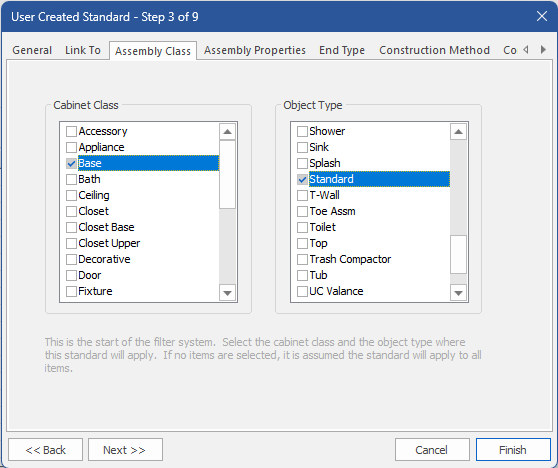 User Created Standard - Step 3 of 9
General Link To Assembly Class Assembly Properties End Type Construction Method Co
Cabinet Class
Accessory
Appliance
Base
Bath
Ceiling
Closet
Closet Base
Closet Upper
Decorative
Door
Fixture
Object Type
Shower
Sink
Splash
Standard
T-Wall
Toe Assm
Toilet
Top
Trash Compactor
Tub
UC Valance
This is the start of the filter system. Select the cabinet class and the object type where
this standard will apply. If no items are selected, it is assumed the standard will apply to all
items.
<< Back Next >> Cancel Finish